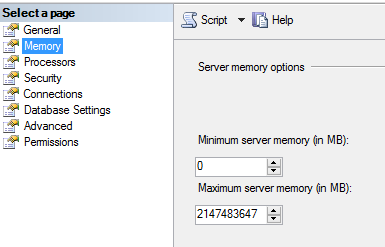 Select a page
General
Memory
Processors
Security
Connections
Database Settings
Advanced
Permissions
Script Help
Server memory options
Minimum server memory (in MB):
0
Maximum server memory (in MB):
2147483647